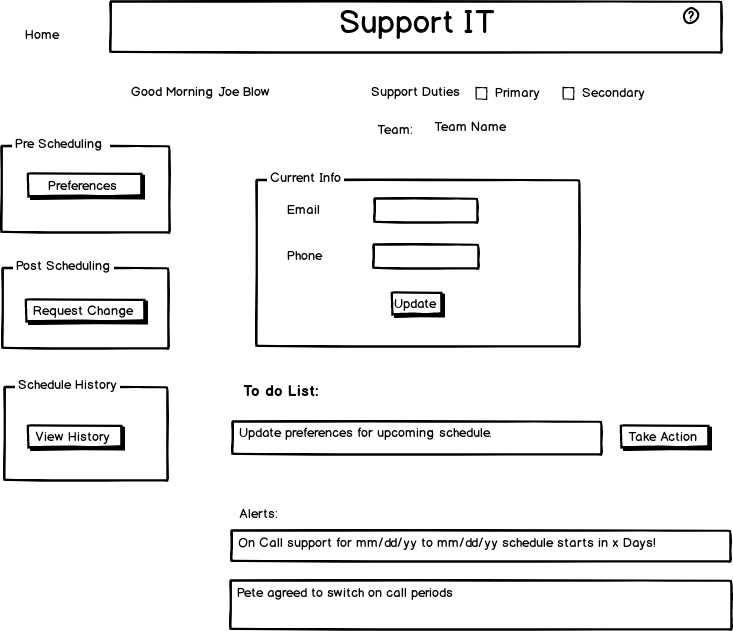 Home
Support IT
?
Good Morning Joe Blow
Support Duties
Primary
Secondary
Team:
Team Name
Pre Scheduling
Preferences
Current Info
Email
Phone
Update
Post Scheduling
Request Change
Schedule History
View History
To do List:
Update preferences for upcoming schedule.
Take Action
Alerts:
On Call support for mm/dd/yy to mm/dd/yy schedule starts in x Days!
Pete agreed to switch on call periods